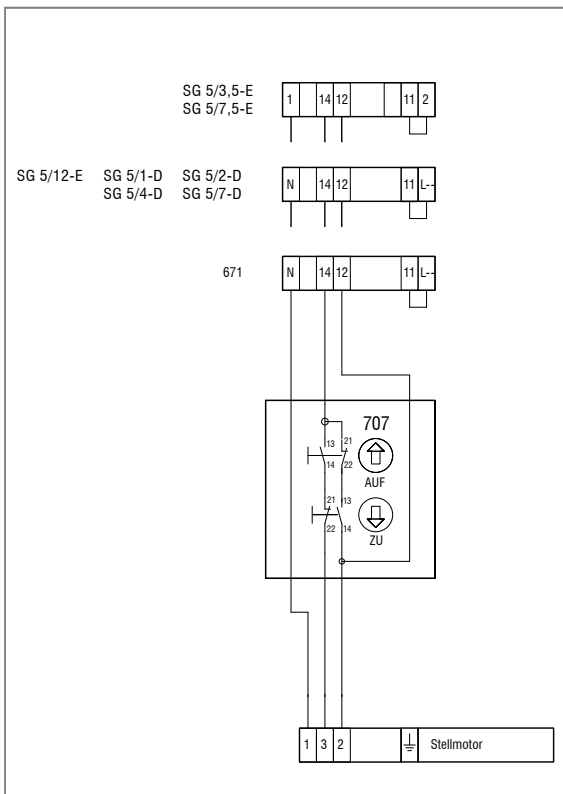 SG 5/3,5-E
SG 5/7,5-E
1 14 12 11 2
SG 5/12-E SG 5/1-D SG 5/2-D
SG 5/4-D SG 5/7-D
N 14 12 11 L--
671
N 14 12 11 L--
707
13 21
14 22
AUF
21 13
22 14
ZU
1 3 2 Stellmotor